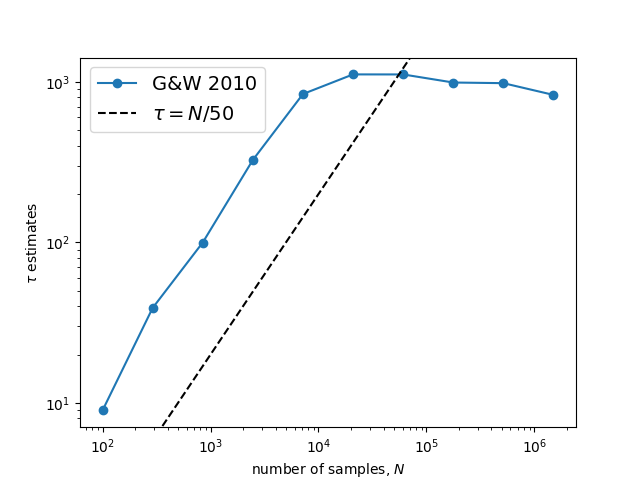 G&W 2010
τ = N/50
10³
10²
10¹
τ estimates
10² 10³ 10⁴ 10⁵ 10⁶
number of samples, N